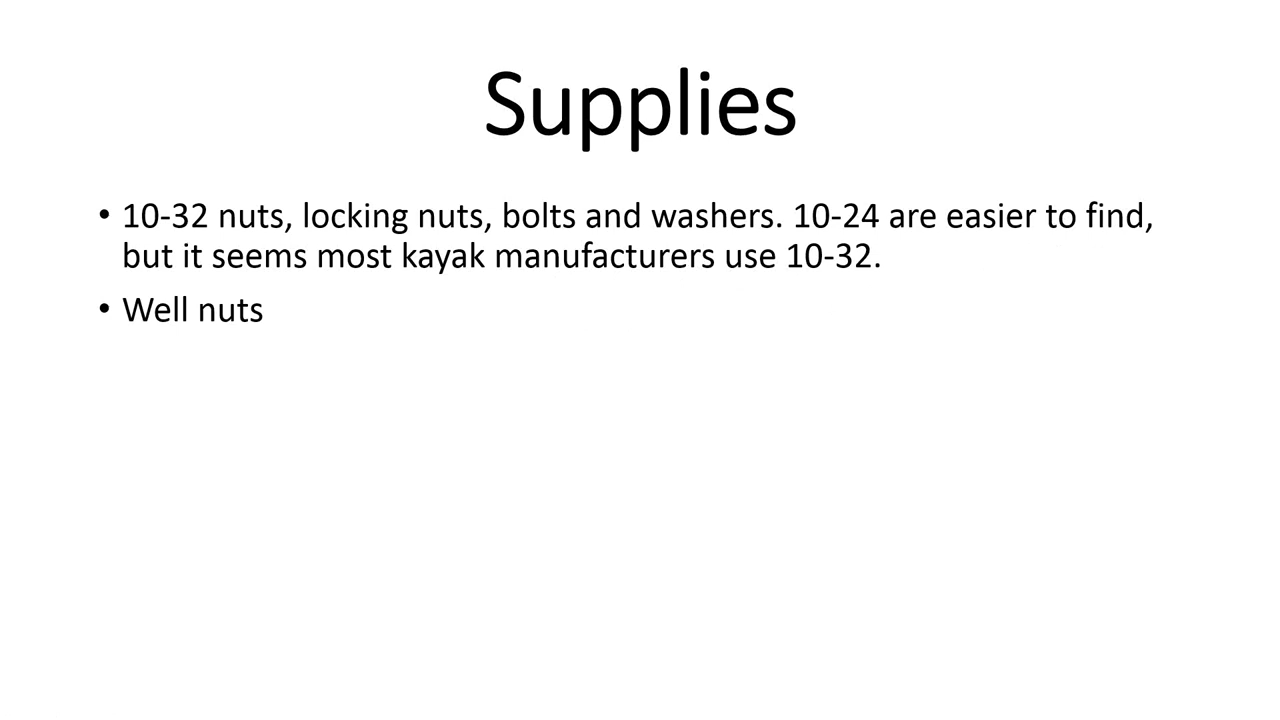 Supplies
• 10-32 nuts, locking nuts, bolts and washers. 10-24 are easier to find,
but it seems most kayak manufacturers use 10-32.
• Well nuts